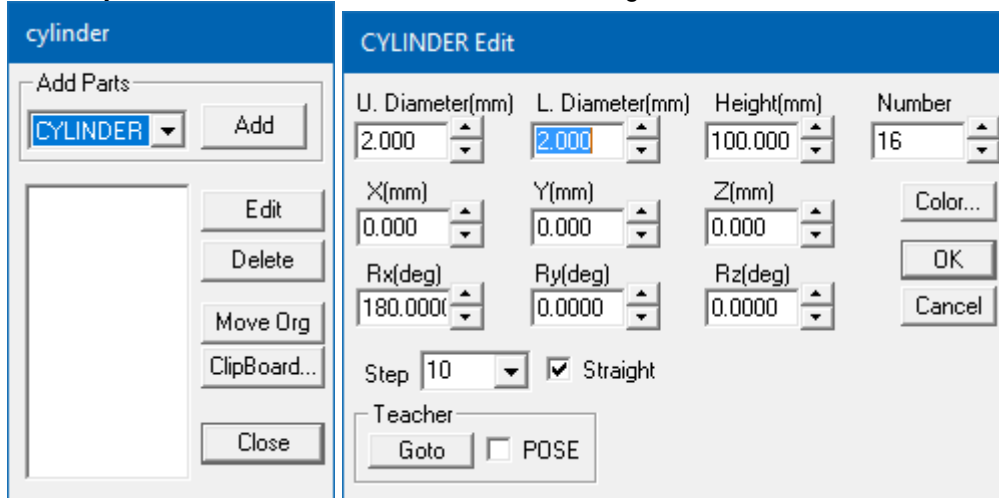 cylinder
Add Parts
CYLINDER
Add
Edit
Delete
Move Org
ClipBoard...
Close
CYLINDER Edit
U. Diameter(mm) L. Diameter(mm) Height(mm) Number
2.000 2.000 100.000 16
X(mm) Y(mm) Z(mm)
0.000 0.000 0.000
Color...
Rx(deg) Ry(deg) Rz(deg)
180.0000 0.0000 0.0000
OK
Cancel
Step 10 Straight
Teacher
Goto POSE